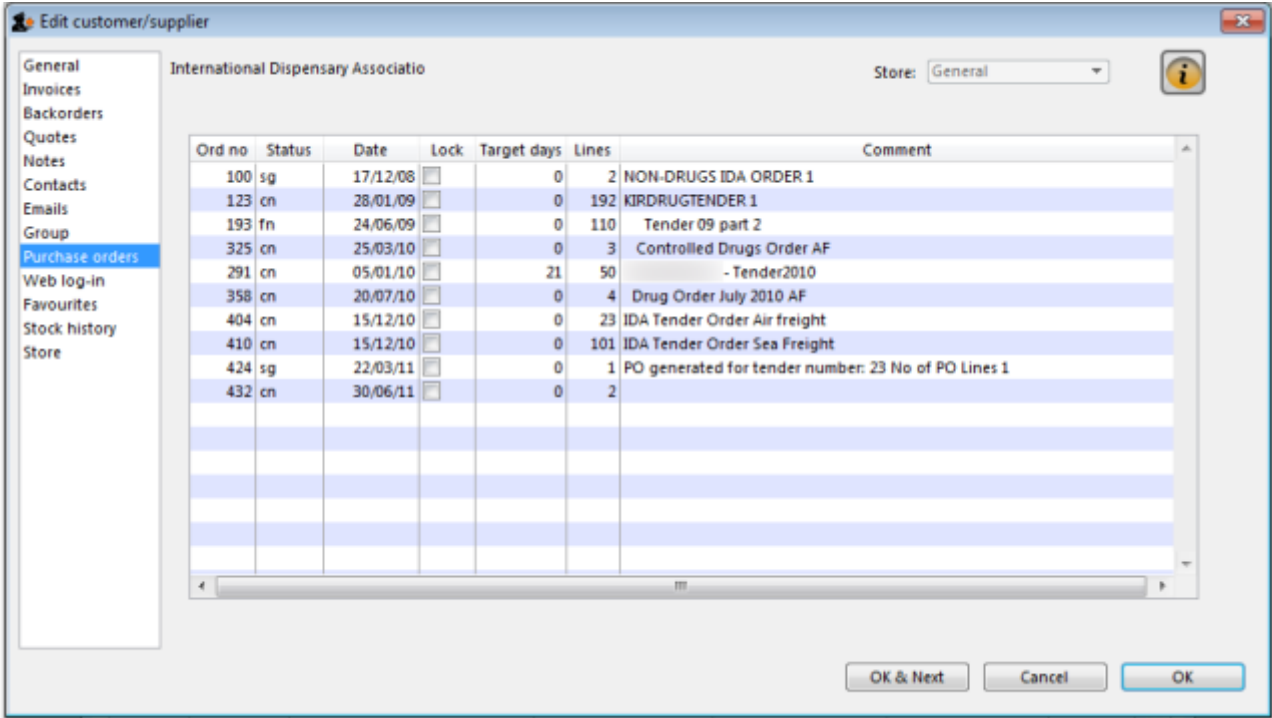 Edit customer/supplier
General
Invoices
Backorders
Quotes
Notes
Contacts
Emails
Group
Purchase orders
Web log-in
Favourites
Stock history
Store
International Dispensary Associatio
Store: General
Ord no Status Date Lock Target days Lines Comment
100 sg 17/12/08 0 2 NON-DRUGS IDA ORDER 1
123 cn 28/01/09 0 192 KIRDRUGTENDER 1
193 fn 24/06/09 0 110 Tender 09 part 2
325 cn 25/03/10 0 3 Controlled Drugs Order AF
291 cn 05/01/10 21 50 - Tender2010
358 cn 20/07/10 0 4 Drug Order July 2010 AF
404 cn 15/12/10 0 23 IDA Tender Order Air freight
410 cn 15/12/10 0 101 IDA Tender Order Sea Freight
424 sg 22/03/11 0 1 PO generated for tender number: 23 No of PO Lines 1
432 cn 30/06/11 0 2
OK & Next Cancel OK